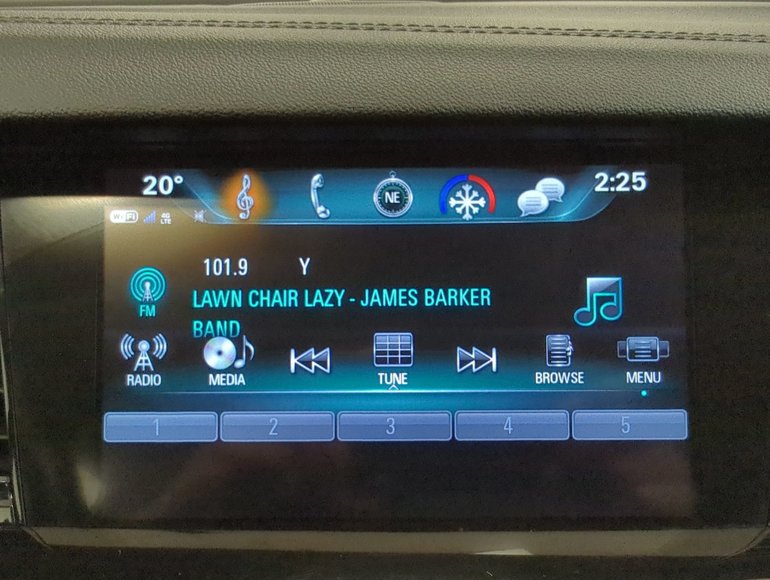 20° NE 2:25
WiFi 4G LTE
101.9 Y
FM
LAWN CHAIR LAZY - JAMES BARKER
BAND
RADIO MEDIA TUNE BROWSE MENU
1 2 3 4 5